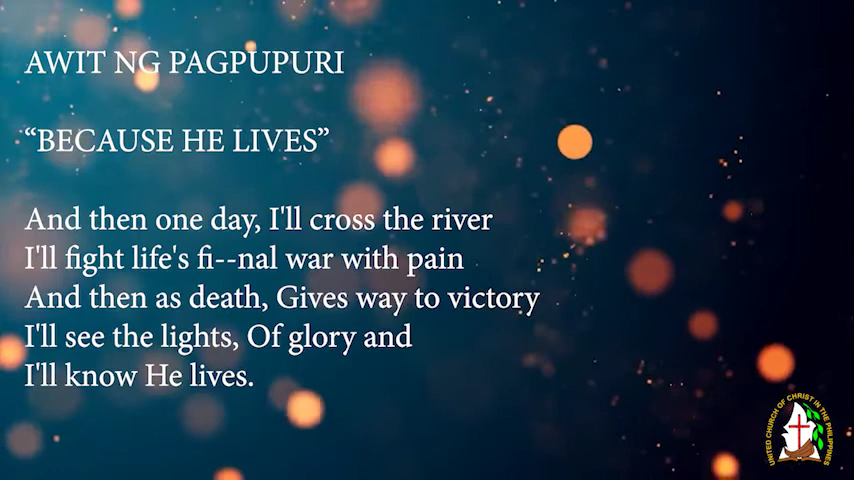 AWIT NG PAGPUPURI
“BECAUSE HE LIVES”
And then one day, I'll cross the river
I'll fight life's fi--nal war with pain
And then as death, Gives way to victory
I'll see the lights, Of glory and
I'll know He lives.
UNITED CHURCH OF CHRIST IN THE PHILIPPINES